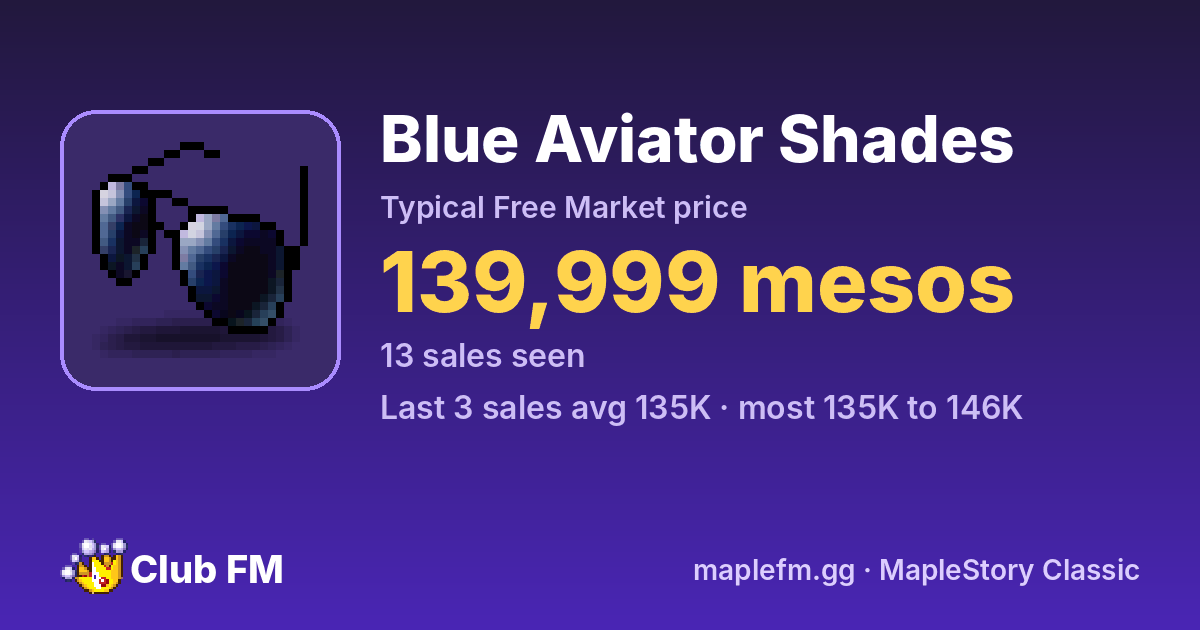 Blue Aviator Shades
Typical Free Market price
139,999 mesos
13 sales seen
Last 3 sales avg 135K · most 135K to 146K
Club FM
maplefm.gg · MapleStory Classic